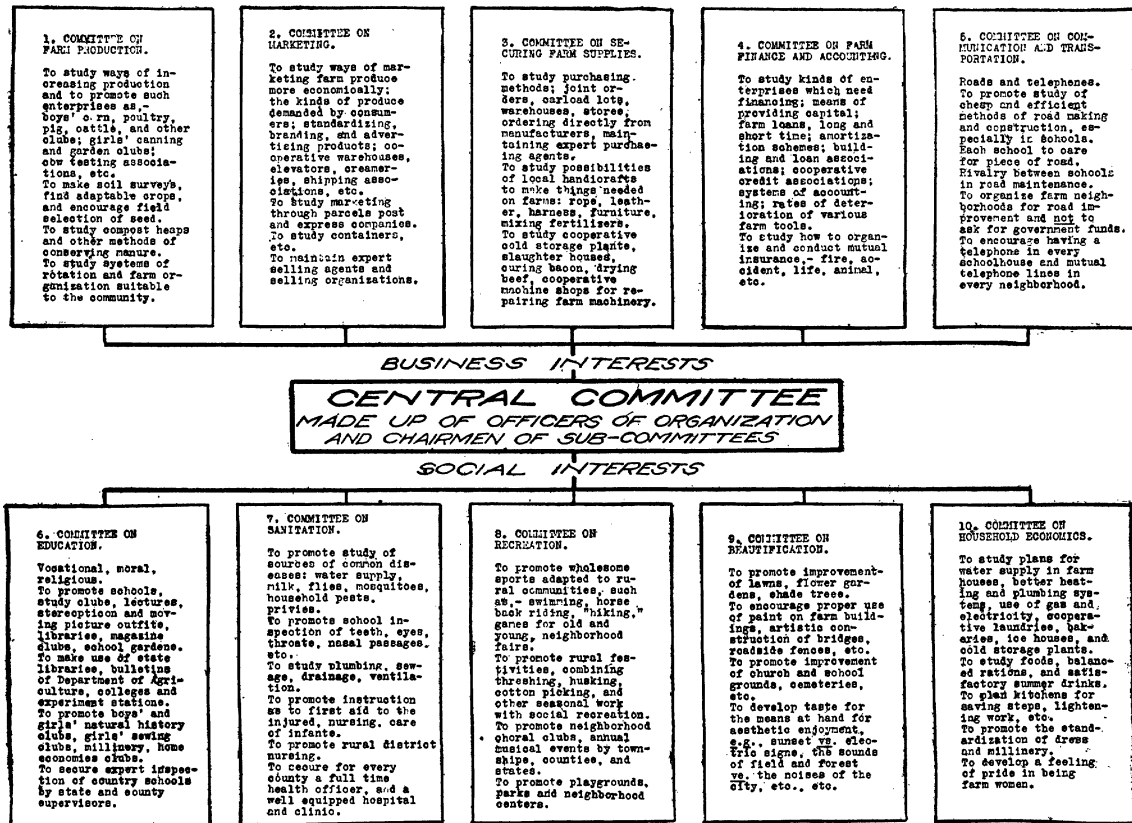 1. COMMITTEE ON
FARM PRODUCTION.
To study ways of in-
creasing production
and to promote such
enterprises as,-
boys' corn, poultry,
pig, cattle, and other
clubs; girls' canning
and garden clubs;
cow testing associa-
tions, etc.
To make soil surveys,
find adaptable crops,
and encourage field
selection of seed.
To study compost heaps
and other methods of
conserving manure.
To study systems of
rotation and farm or-
ganization suitable
to the community.
2. COMMITTEE ON
MARKETING.
To study ways of mar-
keting farm produce
more economically;
the kinds of produce
demanded by consum-
ers; standardizing,
branding, and adver-
tising products; co-
operative warehouses,
elevators, creamer-
ies, shipping asso-
ciations, etc.
To study marketing
through parcels post
and express companies.
To study containers,
etc.
To maintain expert
selling agents and
selling organizations.
3. COMMITTEE ON SE-
CURING FARM SUPPLIES.
To study purchasing
methods; joint or-
ders, carload lots,
warehouses, stores,
ordering directly from
manufacturers, main-
taining expert purchas-
ing agents.
To study possibilities
of local handicrafts
to make things needed
on farms: rope, leath-
er, harness, furniture,
mixing fertilizers.
To study cooperative
cold storage plants,
slaughter houses,
curing bacon, drying
beef, cooperative
machine shops for re-
pairing farm machinery.
4. COMMITTEE ON FARM
FINANCE AND ACCOUNTING.
To study kinds of en-
terprises which need
financing; means of
providing capital;
farm loans, long and
short time; amortiza-
tion schemes; build-
ing and loan associ-
ations; cooperative
credit associations;
systems of account-
ing; rates of deter-
ioration of various
farm tools.
To study how to organ-
ize and conduct mutual
insurance,- fire, ac-
cident, life, animal,
etc.
5. COMMITTEE ON COM-
MUNICATION AND TRANS-
PORTATION.
Roads and telephones.
To promote study of
cheap and efficient
methods of road making
and construction, es-
pecially in schools.
Each school to care
for piece of road.
Rivalry between schools
in road maintenance.
To organize farm neigh-
borhoods for road im-
provement and not to
ask for government funds.
To encourage having a
telephone in every
schoolhouse and mutual
telephone lines in
every neighborhood.
BUSINESS INTERESTS
CENTRAL COMMITTEE
MADE UP OF OFFICERS OF ORGANIZATION
AND CHAIRMEN OF SUB-COMMITTEES
SOCIAL INTERESTS
6. COMMITTEE ON
EDUCATION.
Vocational, moral,
religious.
To promote schools,
study clubs, lectures,
stereopticon and mov-
ing picture outfits,
libraries, magazine
clubs, school gardens.
To make use of state
libraries, bulletins
of Department of Agri-
culture, colleges and
experiment stations.
To promote boys' and
girls' natural history
clubs, girls' sewing
clubs, millinery, home
economics clubs.
To secure expert inspec-
tion of country schools
by state and county
supervisors.
7. COMMITTEE ON
SANITATION.
To promote study of
sources of common dis-
eases: water supply,
milk, flies, mosquitoes,
household pests,
privies.
To promote school in-
spection of teeth, eyes,
throats, nasal passages,
etc.
To study plumbing, sew-
age, drainage, ventila-
tion.
To promote instruction
as to first aid to the
injured, nursing, care
of infants.
To promote rural district
nursing.
To secure for every
county a full time
health officer, and a
well equipped hospital
and clinic.
8. COMMITTEE ON
RECREATION.
To promote wholesome
sports adapted to ru-
ral communities, such
as,- swimming, horse
back riding, "hiking,"
games for old and
young, neighborhood
fairs.
To promote rural fes-
tivities, combining
threshing, husking,
cotton picking, and
other seasonal work
with social recreation.
To promote neighborhood
choral clubs, annual
musical events by town-
ships, counties, and
states.
To promote playgrounds,
parks and neighborhood
centers.
9. COMMITTEE ON
BEAUTIFICATION.
To promote improvement
of lawns, flower gar-
dens, shade trees.
To encourage proper use
of paint on farm build-
ings, artistic con-
struction of bridges,
roadside fences, etc.
To promote improvement
of church and school
grounds, cemeteries,
etc.
To develop taste for
the means at hand for
aesthetic enjoyment,
e.g., sunset vs. elec-
tric signs, the sounds
of field and forest
vs. the noises of the
city, etc., etc.
10. COMMITTEE ON
HOUSEHOLD ECONOMICS.
To study plans for
water supply in farm
houses, better heat-
ing and plumbing sys-
tems, use of gas and
electricity, coopera-
tive laundries, bak-
eries, ice houses, and
cold storage plants.
To study foods, balanc-
ed rations, and satis-
factory summer drinks.
To plan kitchens for
saving steps, lighten-
ing work, etc.
To promote the stand-
ardization of dress
and millinery.
To develop a feeling
of pride in being
farm women.